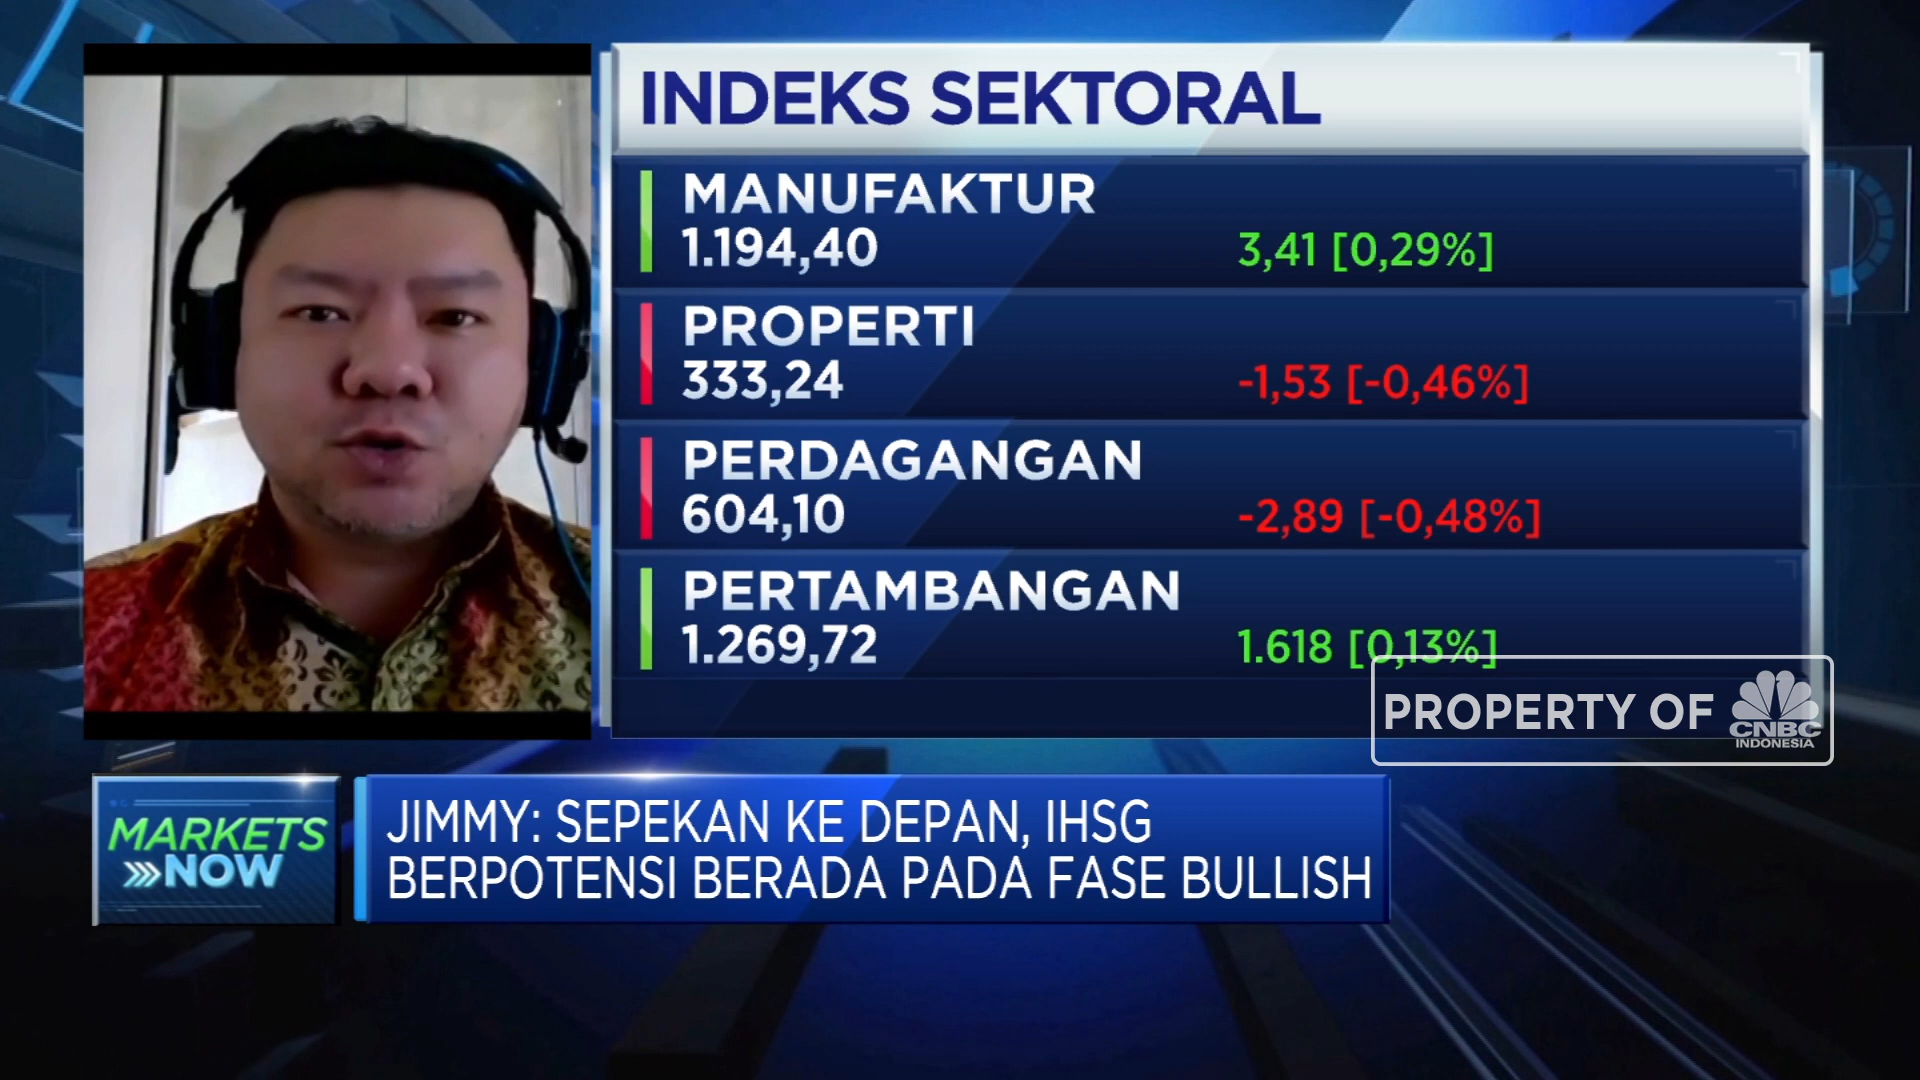 INDEKS SEKTORAL
MANUFAKTUR
1.194,40 3,41 [0,29%]
PROPERTI
333,24 -1,53 [-0,46%]
PERDAGANGAN
604,10 -2,89 [-0,48%]
PERTAMBANGAN
1.269,72 1.618 [0,13%]
PROPERTY OF CNBC INDONESIA
MARKETS
NOW
JIMMY: SEPEKAN KE DEPAN, IHSG
BERPOTENSI BERADA PADA FASE BULLISH